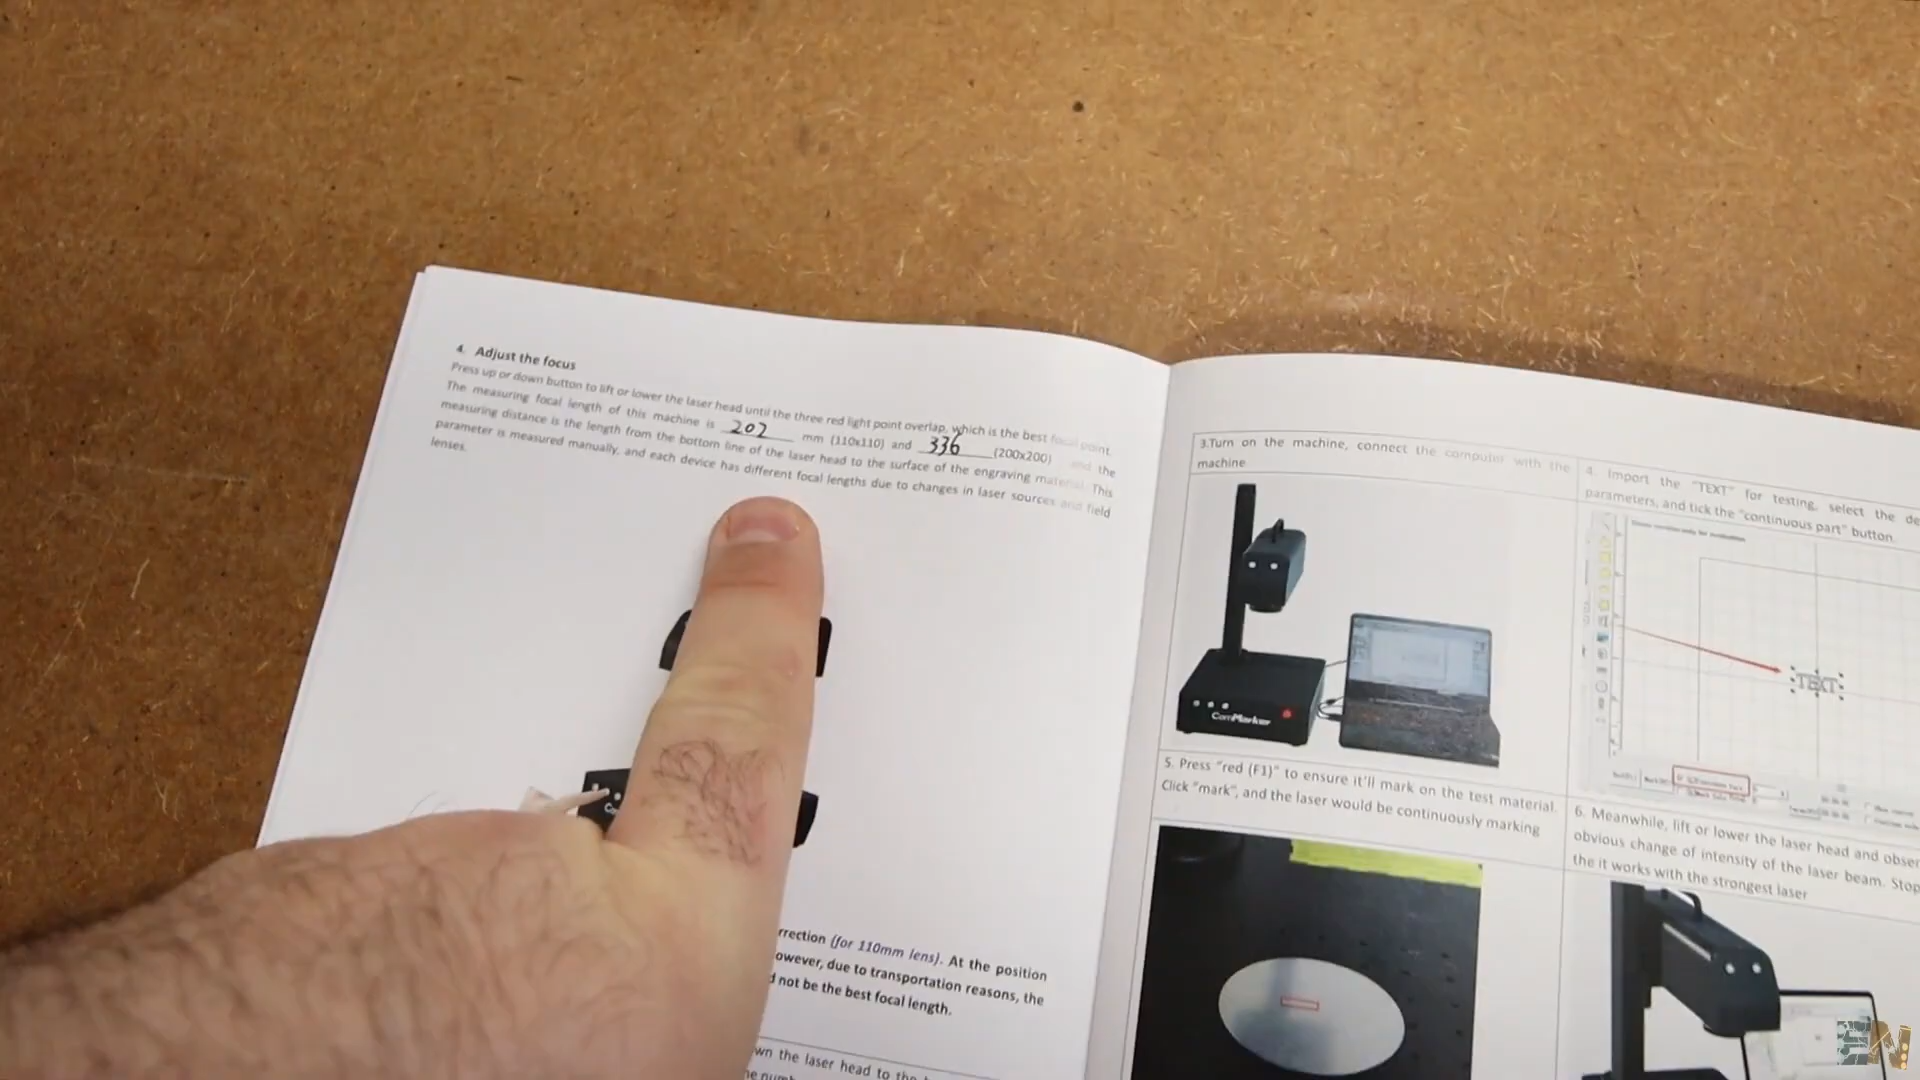 4. Adjust the focus
Press up or down button to lift or lower the laser head until the three red light point overlap, which is the best focal point.
The measuring focal length of this machine is 202 mm (110x110) and 336 (200x200) and the
measuring distance is the length from the bottom line of the laser head to the surface of the engraving material. This
parameter is measured manually, and each device has different focal lengths due to changes in laser sources and field
lenses.
rrection (for 110mm lens). At the position
owever, due to transportation reasons, the
d not be the best focal length.
wn the laser head to the
3.Turn on the machine, connect the computer with the
machine
ComMarker
4. Import the "TEXT" for testing, select the de
parameters, and tick the "continuous part" button
TEXT
5. Press "red (F1)" to ensure it'll mark on the test material.
Click "mark", and the laser would be continuously marking
6. Meanwhile, lift or lower the laser head and obser
obvious change of intensity of the laser beam. Stop
the it works with the strongest laser